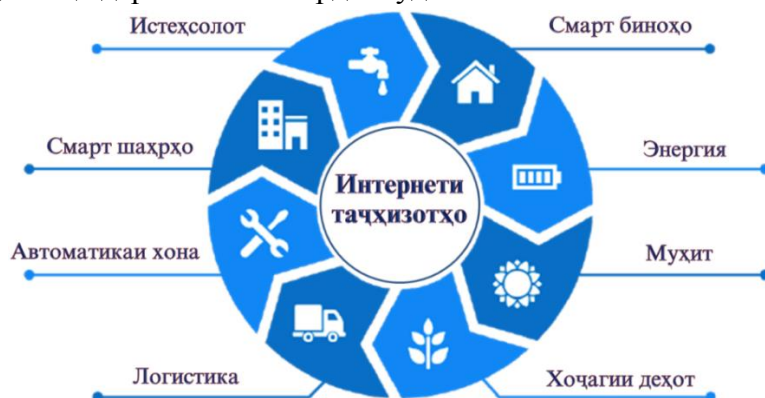 Истеҳсолот
Смарт биноҳо
Смарт шаҳрҳо
Энергия
Интернети
таҷҳизотҳо
Автоматикаи хона
Муҳит
Логистика
Хоҷагии деҳот